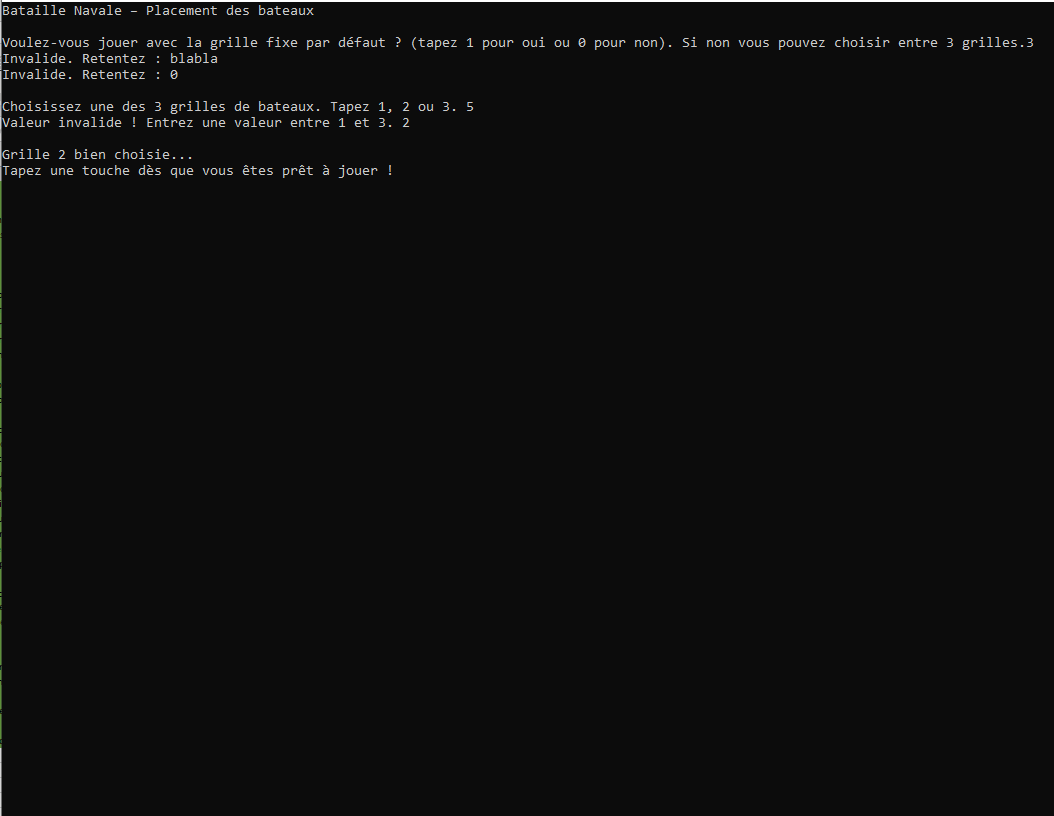 Bataille Navale – Placement des bateaux
Voulez-vous jouer avec la grille fixe par défaut ? (tapez 1 pour oui ou 0 pour non). Si non vous pouvez choisir entre 3 grilles.3
Invalide. Retentez : blabla
Invalide. Retentez : 0
Choisissez une des 3 grilles de bateaux. Tapez 1, 2 ou 3. 5
Valeur invalide ! Entrez une valeur entre 1 et 3. 2
Grille 2 bien choisie...
Tapez une touche dès que vous êtes prêt à jouer !